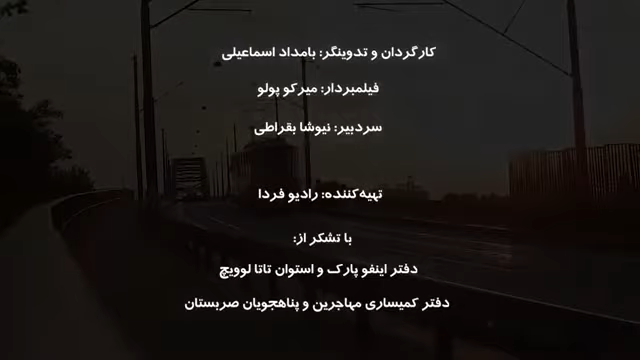 کارگردان و تدوینگر: بامداد اسماعیلی
فیلمبردار: میرکو پولو
سردبیر: نیوشا بقراطی
تهیه‌کننده: رادیو فردا
با تشکر از:
دفتر اینفو پارک و استوان تاتا لوویچ
دفتر کمیساری مهاجرین و پناهجویان صربستان